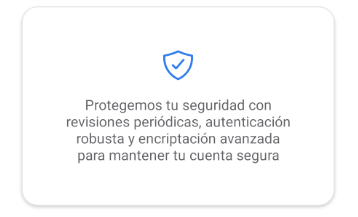 Protegemos tu seguridad con
revisiones periódicas, autenticación
robusta y encriptación avanzada
para mantener tu cuenta segura